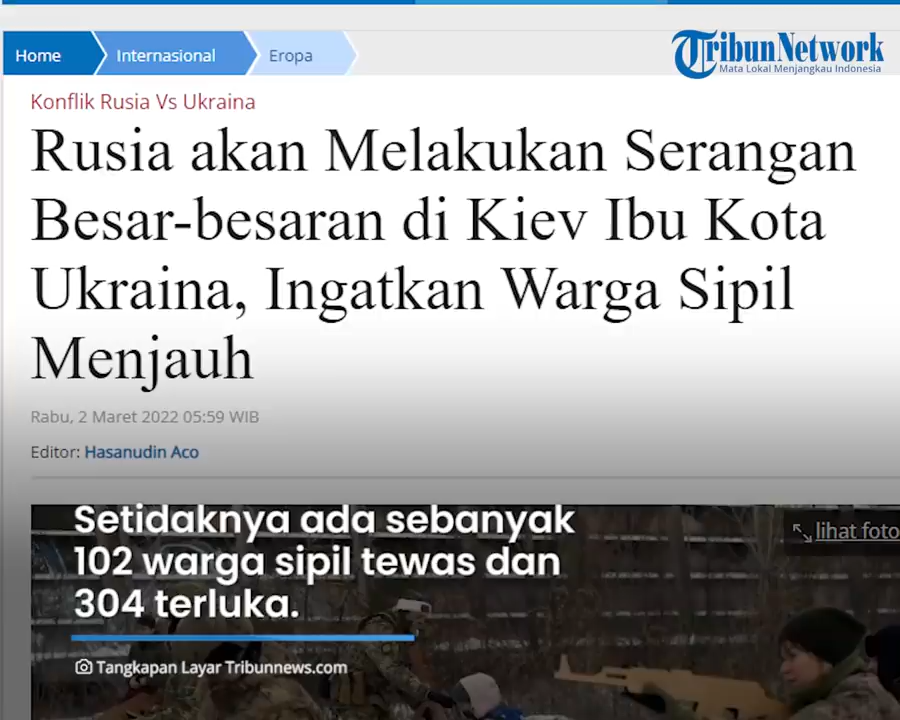 Home Internasional Eropa
TribunNetwork
Mata Lokal Menjangkau Indonesia
Konflik Rusia Vs Ukraina
Rusia akan Melakukan Serangan
Besar-besaran di Kiev Ibu Kota
Ukraina, Ingatkan Warga Sipil
Menjauh
Rabu, 2 Maret 2022 05:59 WIB
Editor: Hasanudin Aco
lihat foto
Setidaknya ada sebanyak
102 warga sipil tewas dan
304 terluka.
Tangkapan Layar Tribunnews.com